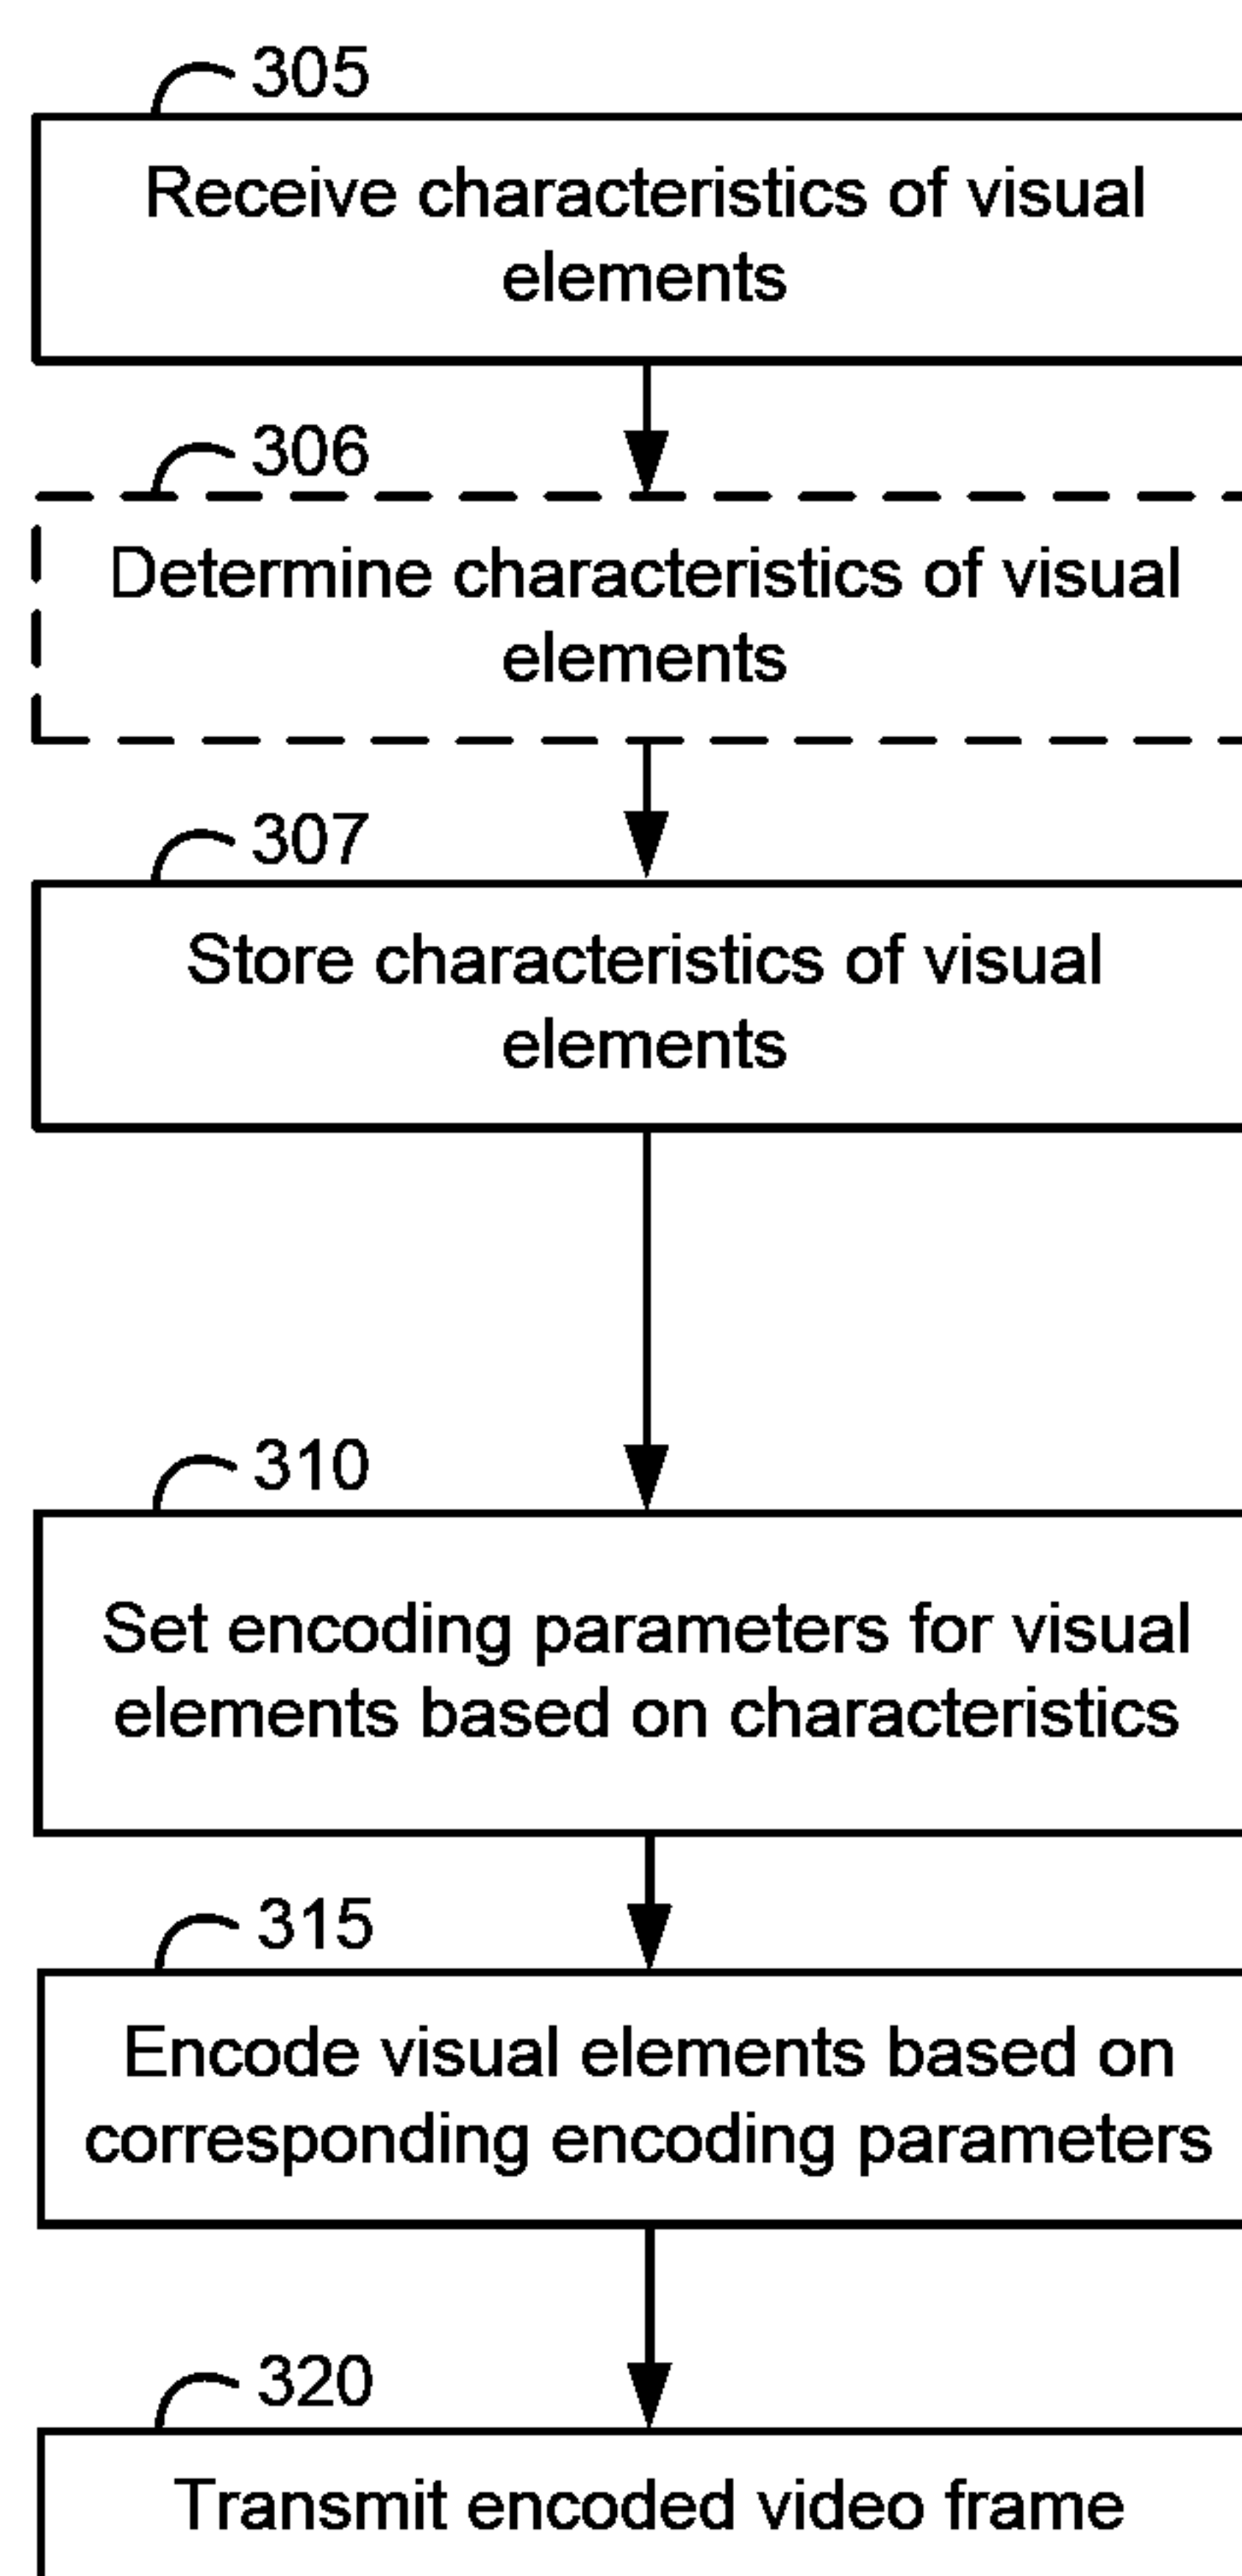 305
Receive characteristics of visual
elements
306
Determine characteristics of visual
elements
307
Store characteristics of visual
elements
310
Set encoding parameters for visual
elements based on characteristics
315
Encode visual elements based on
corresponding encoding parameters
320
Transmit encoded video frame